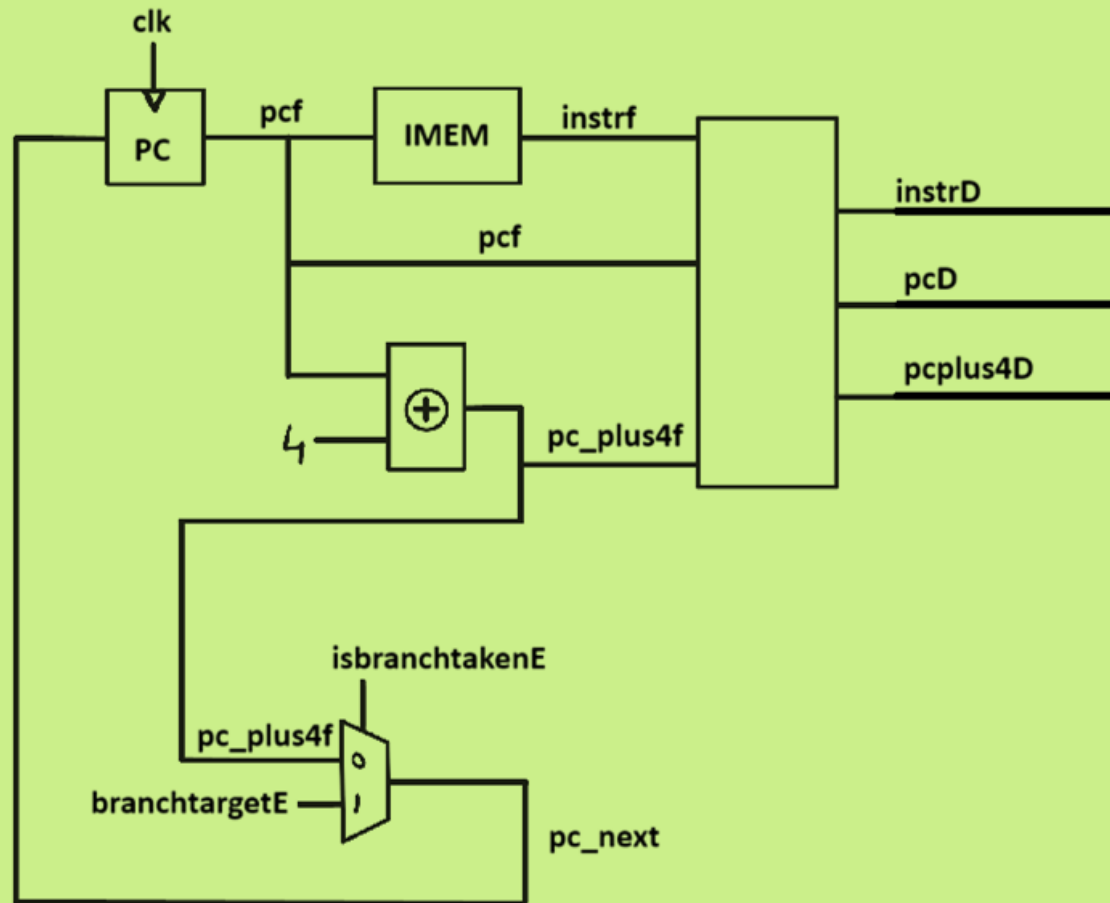 clk
PC
pcf
IMEM
instrf
instrD
pcf
pcD
pcplus4D
+
4
pc_plus4f
isbranchtakenE
pc_plus4f
0
branchtargetE
1
pc_next